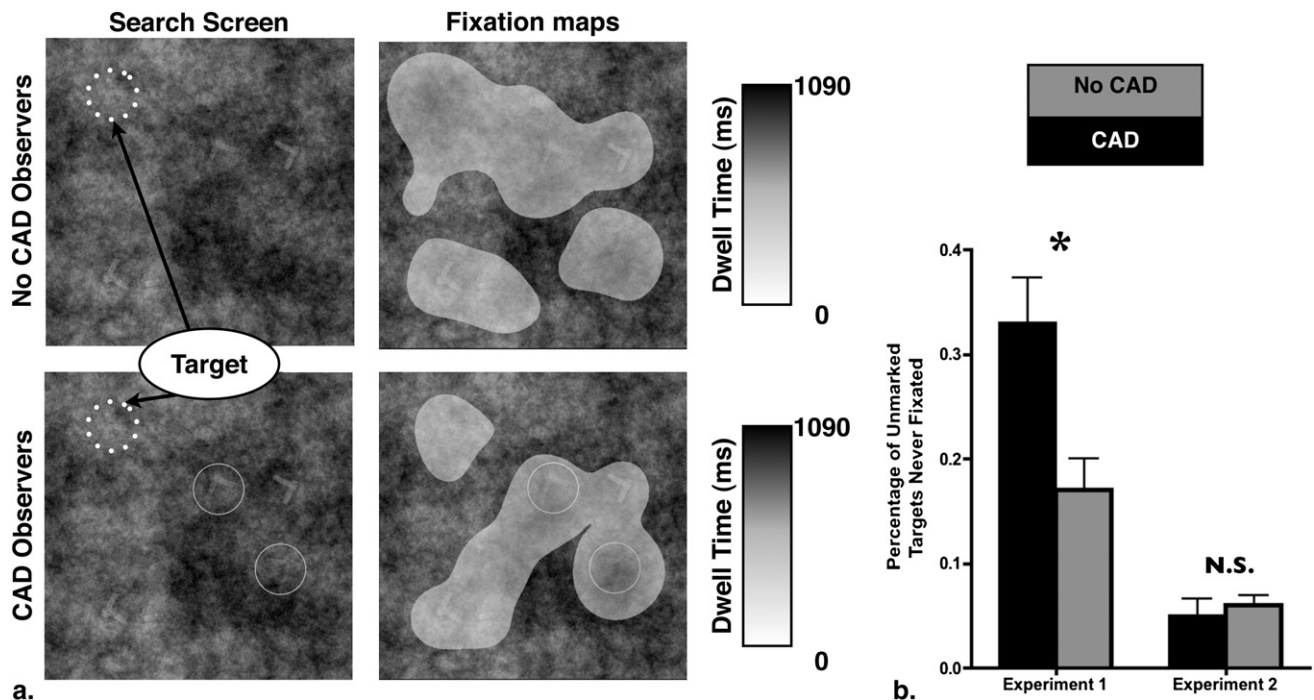 Search Screen
Fixation maps
No CAD Observers
CAD Observers
Target
Dwell Time (ms)
1090
0
Dwell Time (ms)
1090
0
a.
No CAD
CAD
Percentage of Unmarked
Targets Never Fixated
0.4
0.3
0.2
0.1
0.0
*
N.S.
Experiment 1
Experiment 2
b.